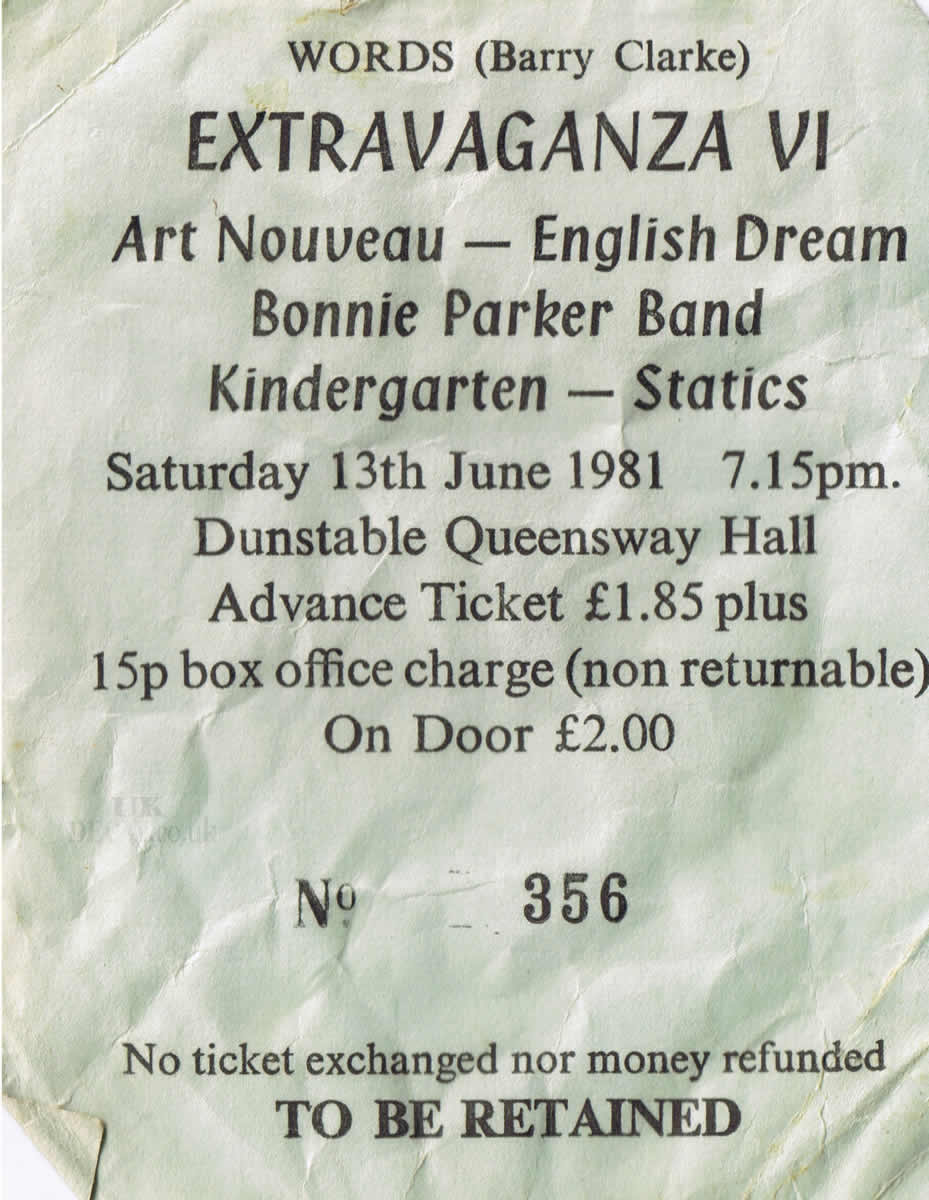 WORDS (Barry Clarke)
EXTRAVAGANZA VI
Art Nouveau — English Dream
Bonnie Parker Band
Kindergarten — Statics
Saturday 13th June 1981 7.15pm.
Dunstable Queensway Hall
Advance Ticket £1.85 plus
15p box office charge (non returnable)
On Door £2.00
UK
Nº 356
No ticket exchanged nor money refunded
TO BE RETAINED